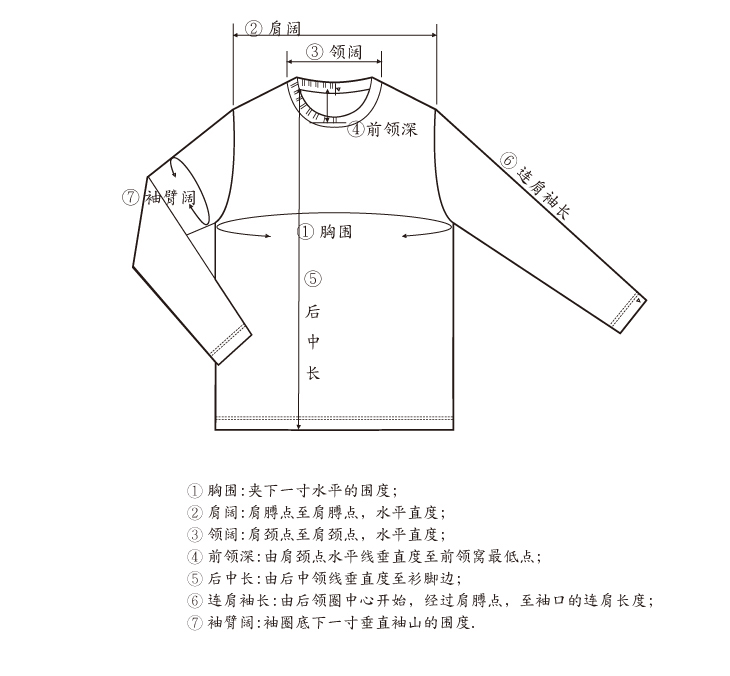 ② 肩阔
③ 领阔
④前领深
⑥ 连肩袖长
⑦ 袖臂阔
① 胸围
⑤
后
中
长
① 胸围:夹下一寸水平的围度;
② 肩阔:肩膊点至肩膊点，水平直度;
③ 领阔:肩颈点至肩颈点，水平直度;
④ 前领深:由肩颈点水平线垂直度至前领窝最低点;
⑤ 后中长:由后中领线垂直度至衫脚边;
⑥ 连肩袖长:由后领圈中心开始，经过肩膊点，至袖口的连肩长度;
⑦ 袖臂阔:袖圈底下一寸垂直袖山的围度.